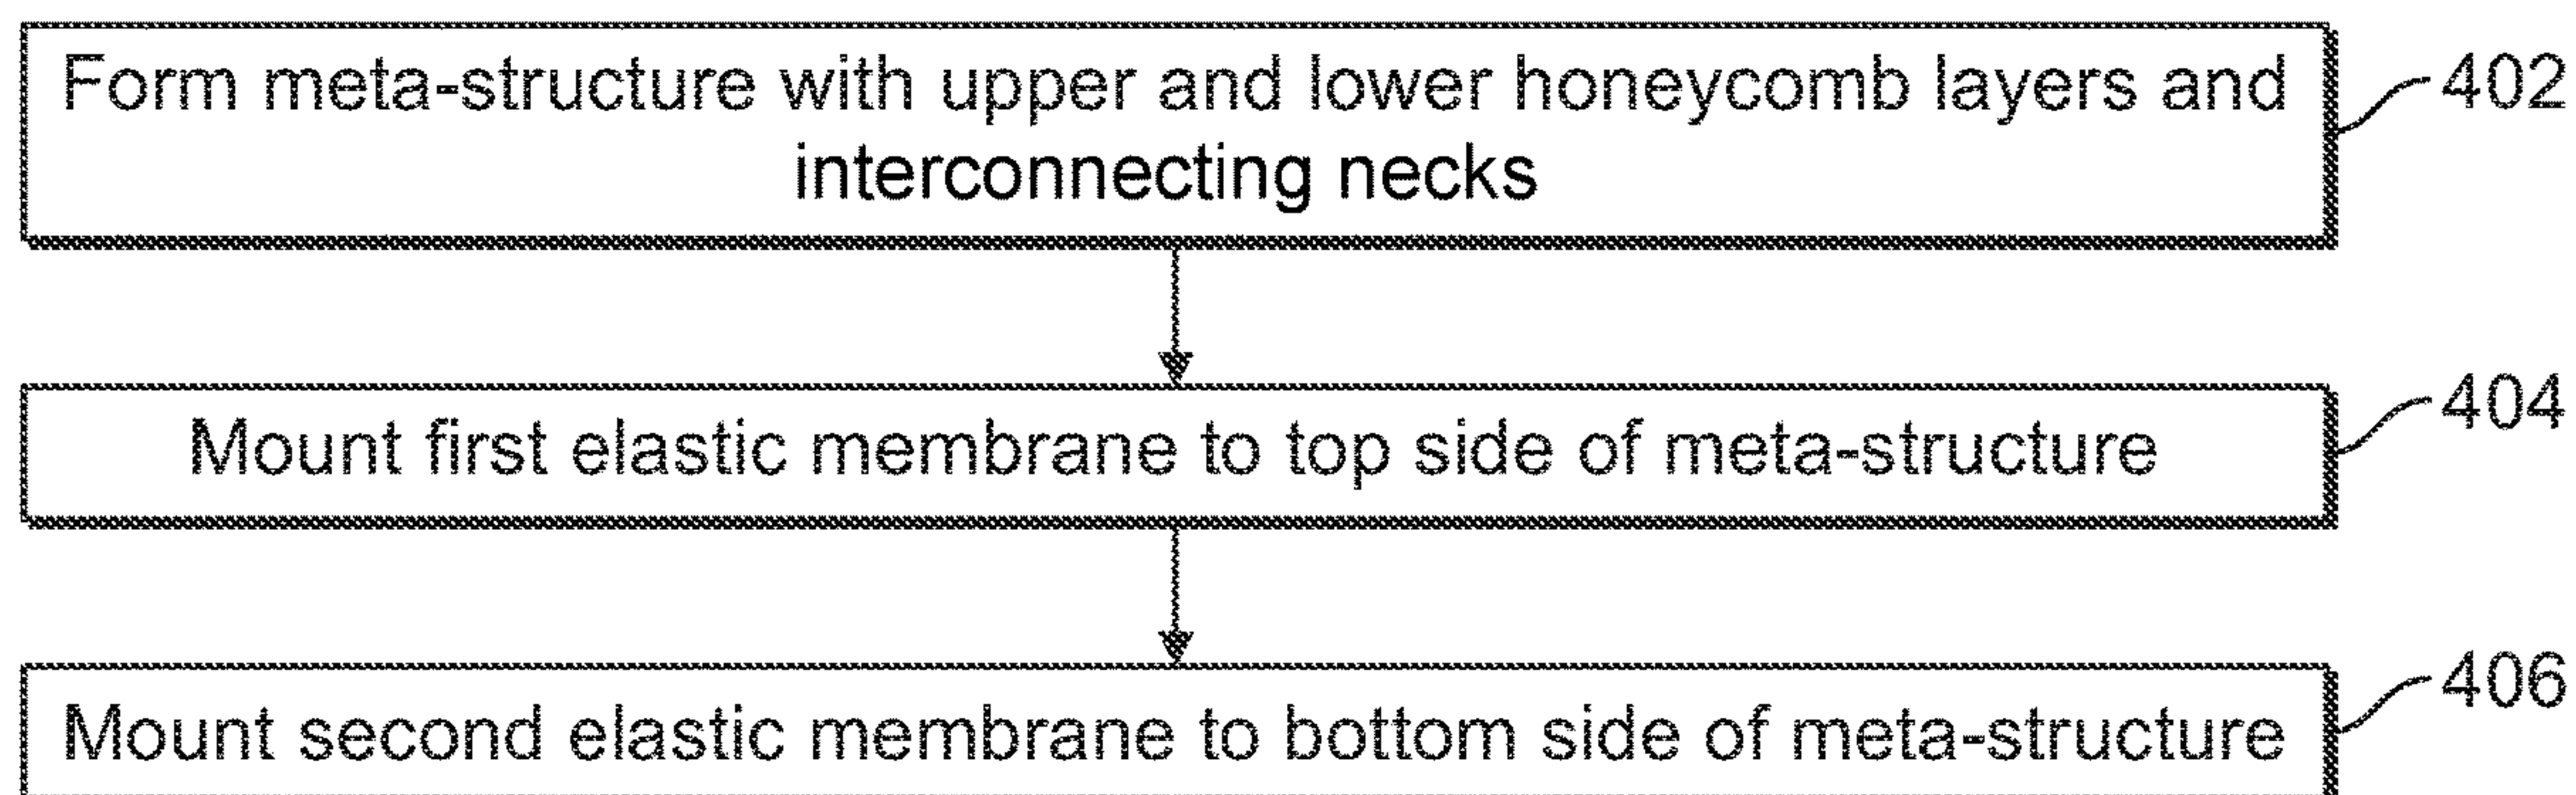 Form meta-structure with upper and lower honeycomb layers and
interconnecting necks
402
Mount first elastic membrane to top side of meta-structure
404
Mount second elastic membrane to bottom side of meta-structure
406